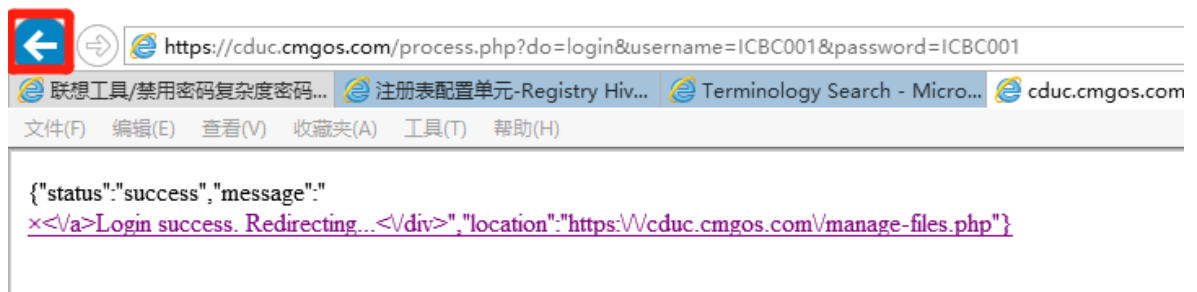 https://cduc.cmgos.com/process.php?do=login&username=ICBC001&password=ICBC001
联想工具/禁用密码复杂度密码... 注册表配置单元-Registry Hiv... Terminology Search - Micro... cduc.cmgos.com
文件(F) 编辑(E) 查看(V) 收藏夹(A) 工具(T) 帮助(H)
{"status":"success","message":"
×<\/a>Login success. Redirecting...<\/div>","location":"https:\/\/cduc.cmgos.com\/manage-files.php"}